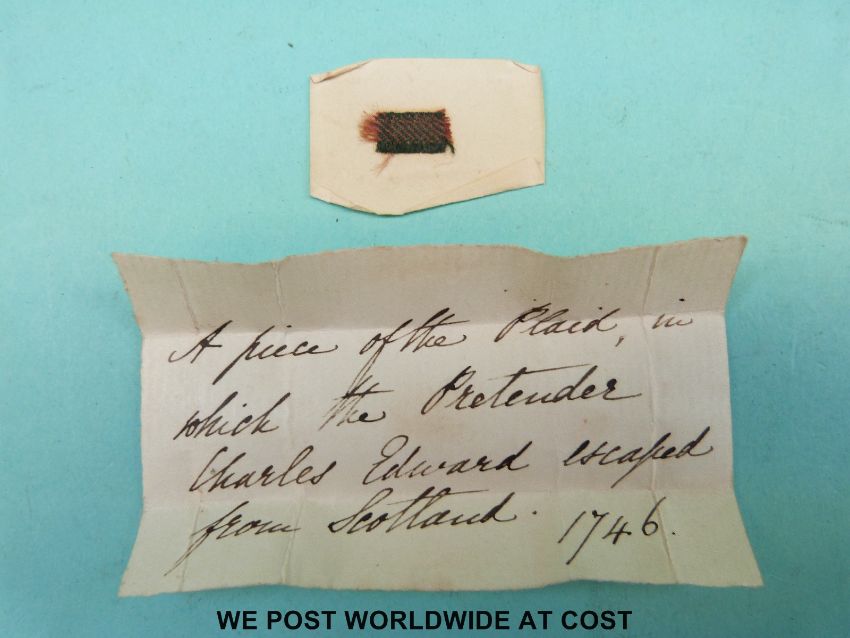 A piece of the Plaid, in
which the Pretender
Charles Edward escaped
from Scotland. 1746.
WE POST WORLDWIDE AT COST